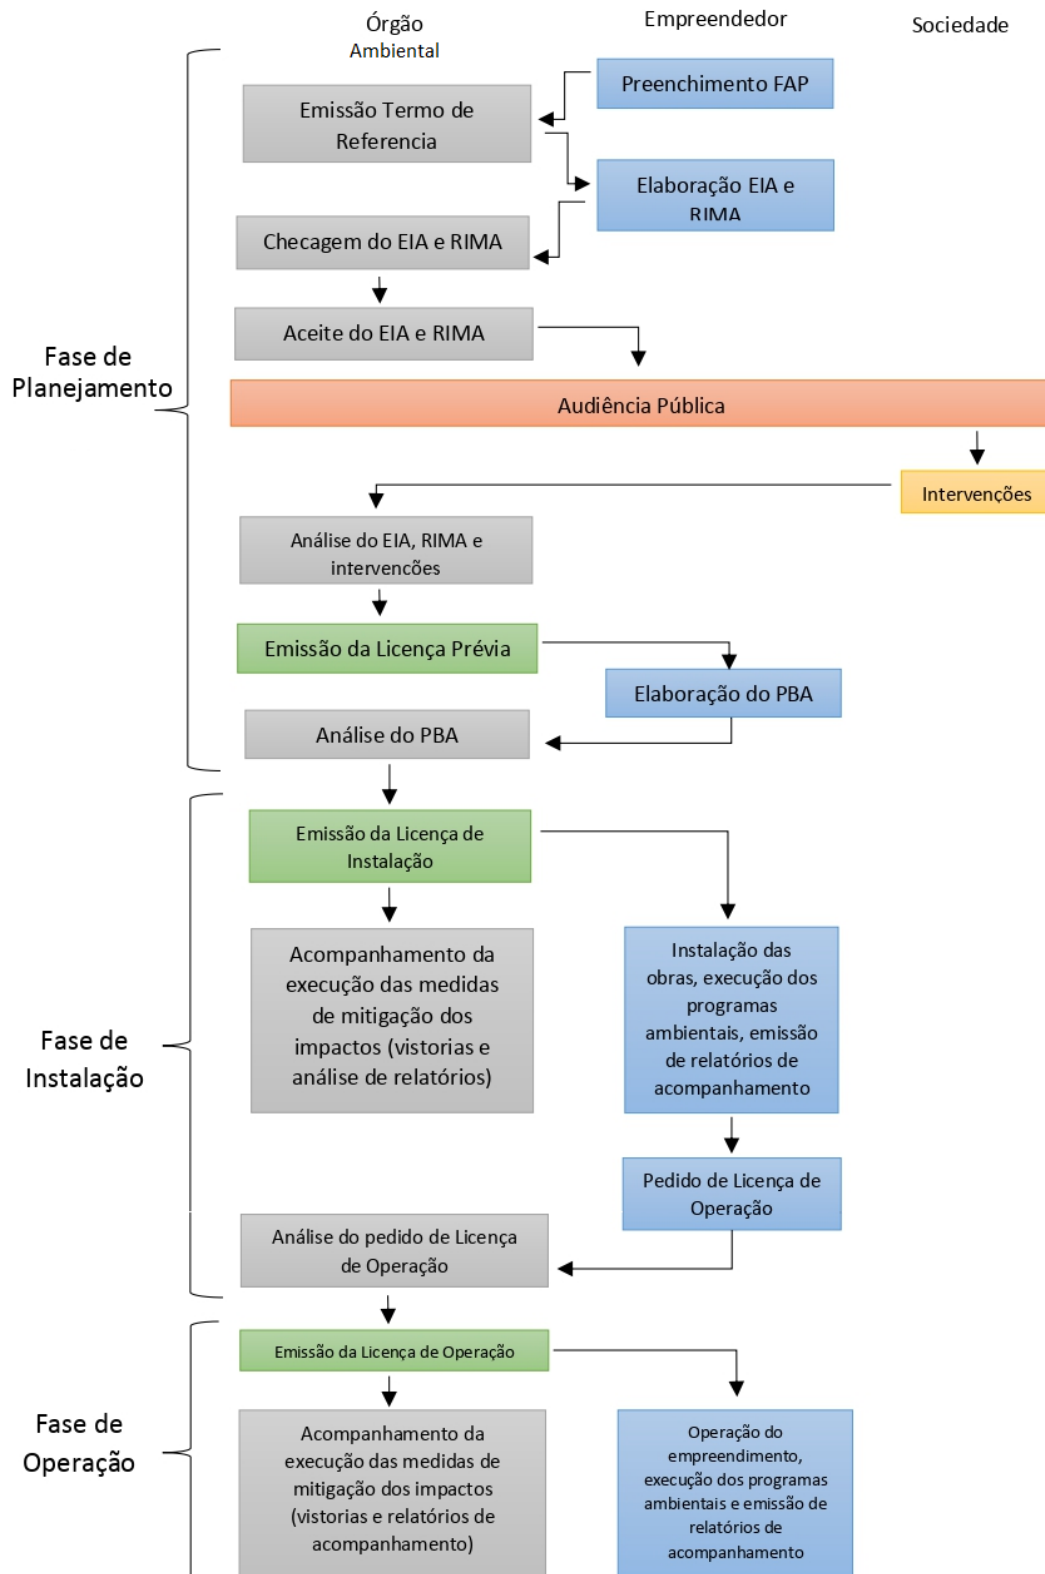 Órgão
Ambiental
Empreendedor
Sociedade
Preenchimento FAP
Emissão Termo de
Referencia
Elaboração EIA e
RIMA
Checagem do EIA e RIMA
Aceite do EIA e RIMA
Fase de
Planejamento
Audiência Pública
Intervenções
Análise do EIA, RIMA e
intervencões
Emissão da Licença Prévia
Elaboração do PBA
Análise do PBA
Emissão da Licença de
Instalação
Acompanhamento da
execução das medidas
de mitigação dos
impactos (vistorias e
análise de relatórios)
Instalação das
obras, execução dos
programas
ambientais, emissão
de relatórios de
acompanhamento
Fase de
Instalação
Pedido de Licença de
Operação
Análise do pedido de Licença
de Operação
Emissão da Licença de Operação
Fase de
Operação
Acompanhamento da
execução das medidas de
mitigação dos impactos
(vistorias e relatórios de
acompanhamento)
Operação do
empreendimento,
execução dos programas
ambientais e emissão de
relatórios de
acompanhamento